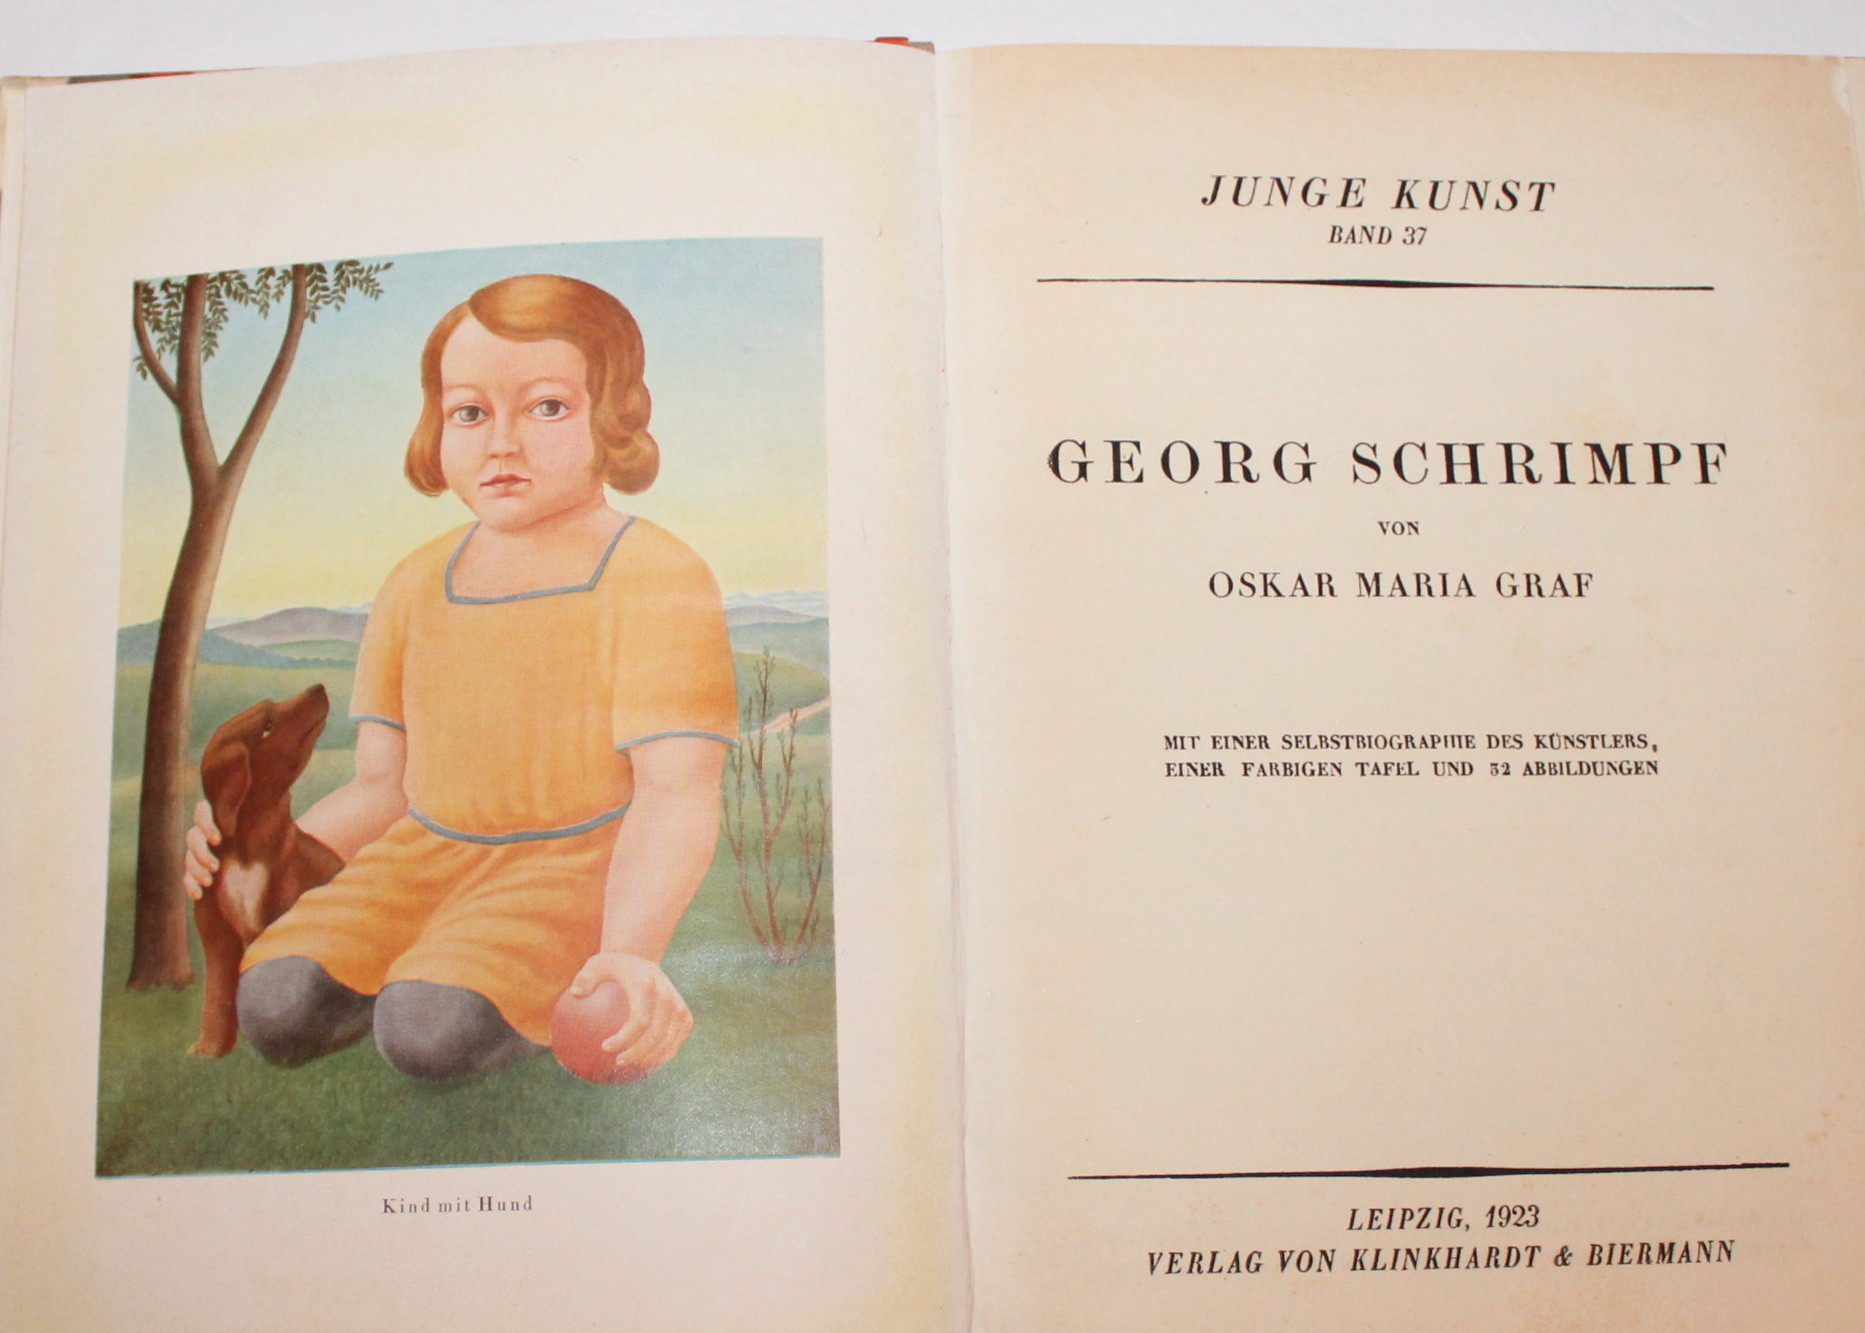 Kind mit Hund
JUNGE KUNST
BAND 37
GEORG SCHRIMPF
VON
OSKAR MARIA GRAF
MIT EINER SELBSTBIOGRAPHIE DES KÜNSTLERS,
EINER FARBIGEN TAFEL UND 32 ABBILDUNGEN
LEIPZIG, 1923
VERLAG VON KLINKHARDT & BIERMANN